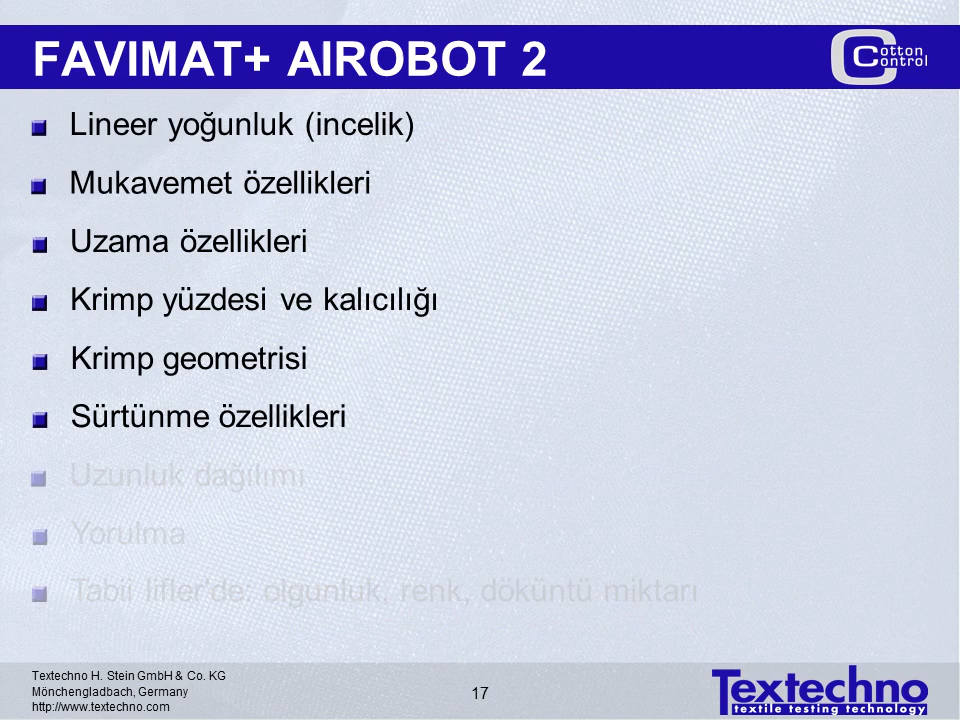 FAVIMAT+ AIROBOT 2
Cotton
Control
Lineer yoğunluk (incelik)
Mukavemet özellikleri
Uzama özellikleri
Krimp yüzdesi ve kalıcılığı
Krimp geometrisi
Sürtünme özellikleri
Uzunluk dağılımı
Yorulma
Tabii lifler'de: olgunluk, renk, döküntü miktarı
Textechno H. Stein GmbH & Co. KG
Mönchengladbach, Germany
http://www.textechno.com
17
Textechno
textile testing technology